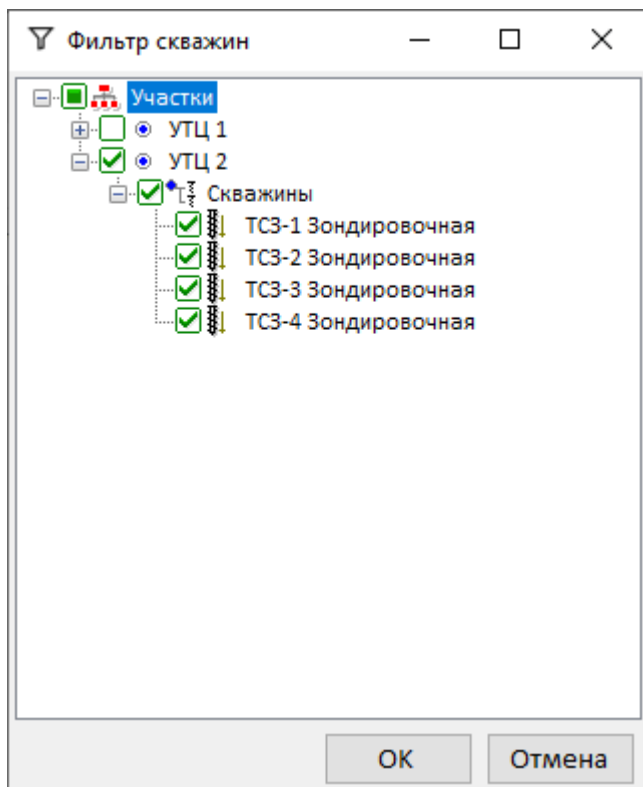 Фильтр скважин
Участки
УТЦ 1
УТЦ 2
Скважины
ТСЗ-1 Зондировочная
ТСЗ-2 Зондировочная
ТСЗ-3 Зондировочная
ТСЗ-4 Зондировочная
ОК Отмена